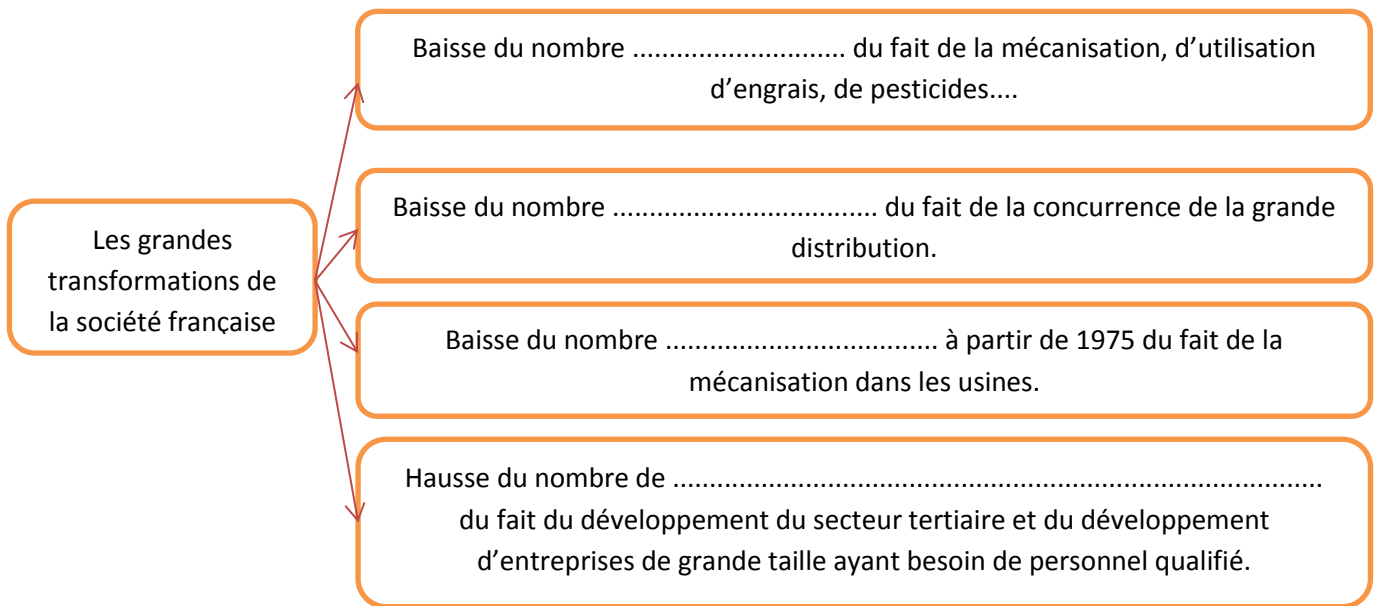 Baisse du nombre ............................. du fait de la mécanisation, d’utilisation
d’engrais, de pesticides....
Baisse du nombre .................................... du fait de la concurrence de la grande
distribution.
Les grandes
transformations de
la société française
Baisse du nombre ..................................... à partir de 1975 du fait de la
mécanisation dans les usines.
Hausse du nombre de ........................................................................................
du fait du développement du secteur tertiaire et du développement
d’entreprises de grande taille ayant besoin de personnel qualifié.